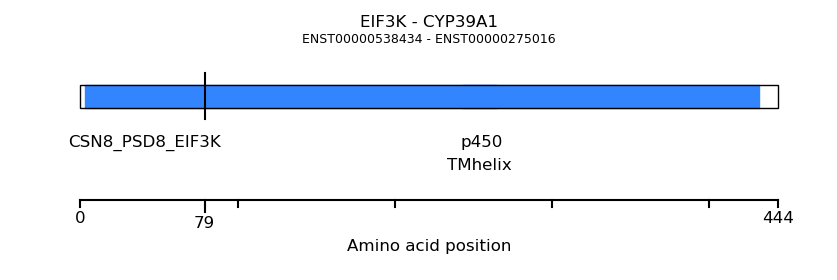 EIF3K - CYP39A1
ENST00000538434 - ENST00000275016
CSN8_PSD8_EIF3K
p450
TMhelix
0
79
444
Amino acid position